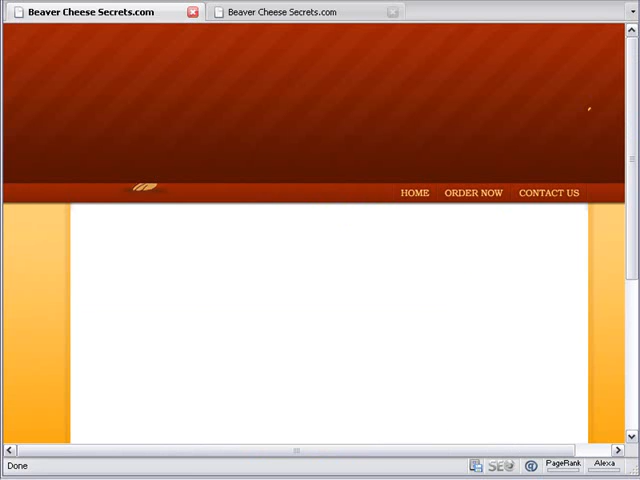 Beaver Cheese Secrets.com
Beaver Cheese Secrets.com
HOME ORDER NOW CONTACT US
Done
SEO @ PageRank Alexa